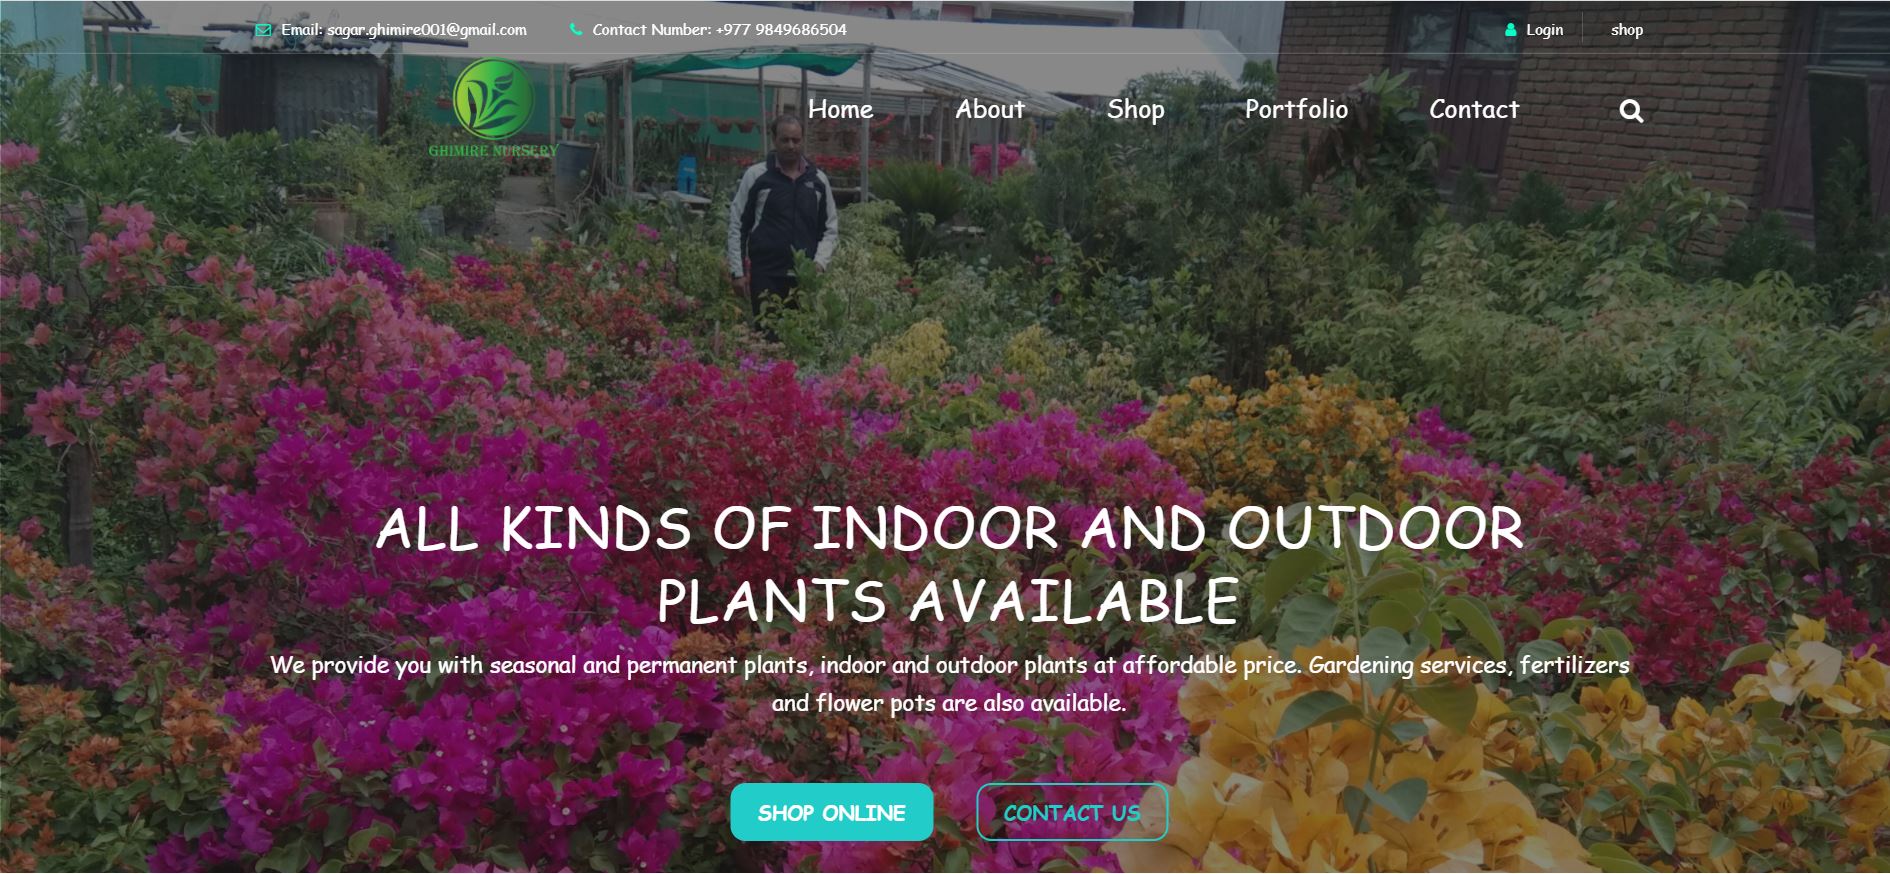 Email: sagar.ghimire001@gmail.com
Contact Number: +977 9849686504
Login
shop
GHIMIRE NURSERY
Home
About
Shop
Portfolio
Contact
ALL KINDS OF INDOOR AND OUTDOOR
PLANTS AVAILABLE
We provide you with seasonal and permanent plants, indoor and outdoor plants at affordable price. Gardening services, fertilizers
and flower pots are also available.
SHOP ONLINE
CONTACT US